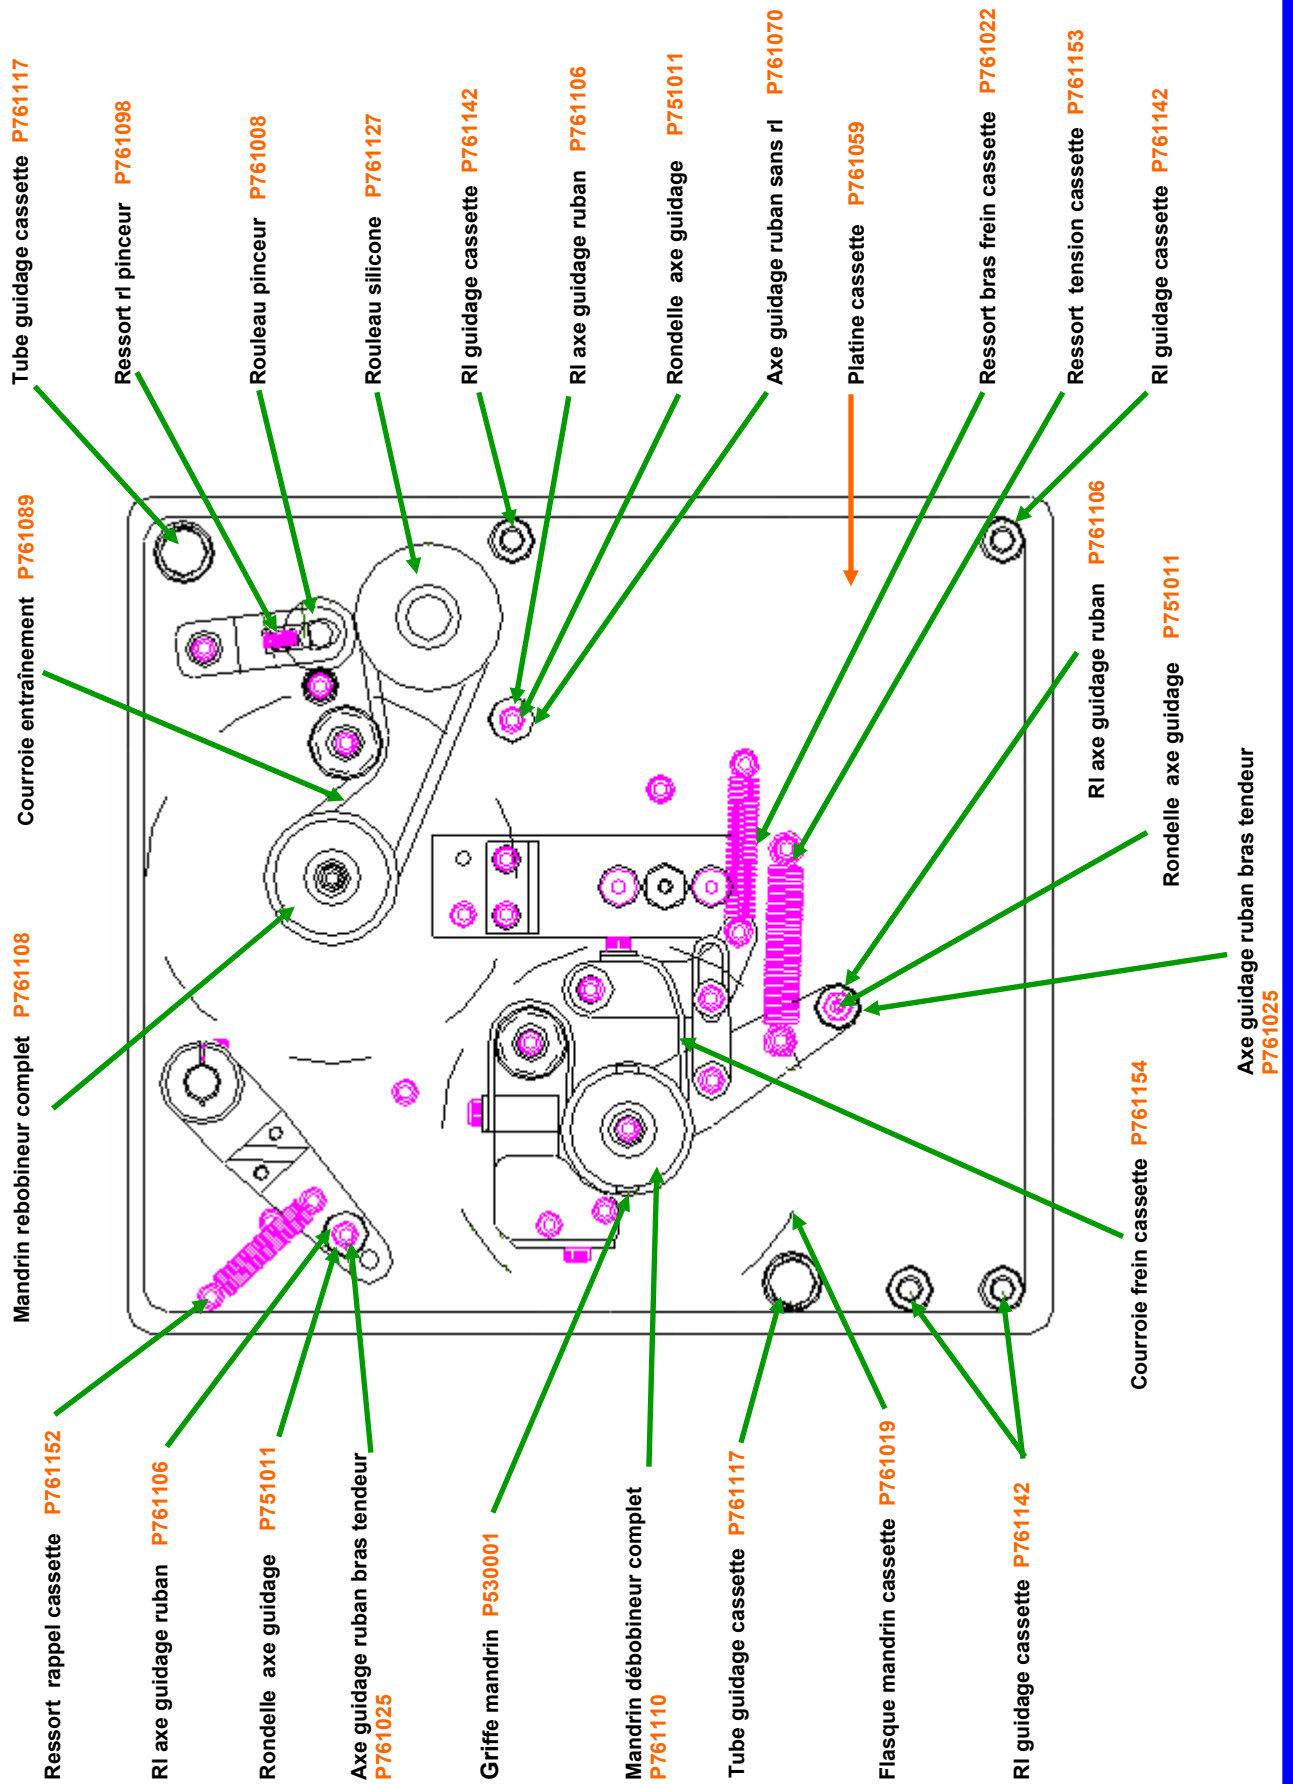 Ressort rappel cassette P761152
Rl axe guidage ruban P761106
Rondelle axe guidage P751011
Axe guidage ruban bras tendeur
P761025
Griffe mandrin P530001
Mandrin débobineur complet
P761110
Tube guidage cassette P761117
Flasque mandrin cassette P761019
Rl guidage cassette P761142
Mandrin rebobineur complet P761108
Courroie entraînement P761089
Tube guidage cassette P761117
Ressort rl pinceur P761098
Rouleau pinceur P761008
Rouleau silicone P761127
Rl guidage cassette P761142
Rl axe guidage ruban P761106
Rondelle axe guidage P751011
Axe guidage ruban sans rl P761070
Platine cassette P761059
Ressort bras frein cassette P761022
Ressort tension cassette P761153
Rl guidage cassette P761142
Rl axe guidage ruban P761106
Rondelle axe guidage P751011
Courroie frein cassette P761154
Axe guidage ruban bras tendeur
P761025